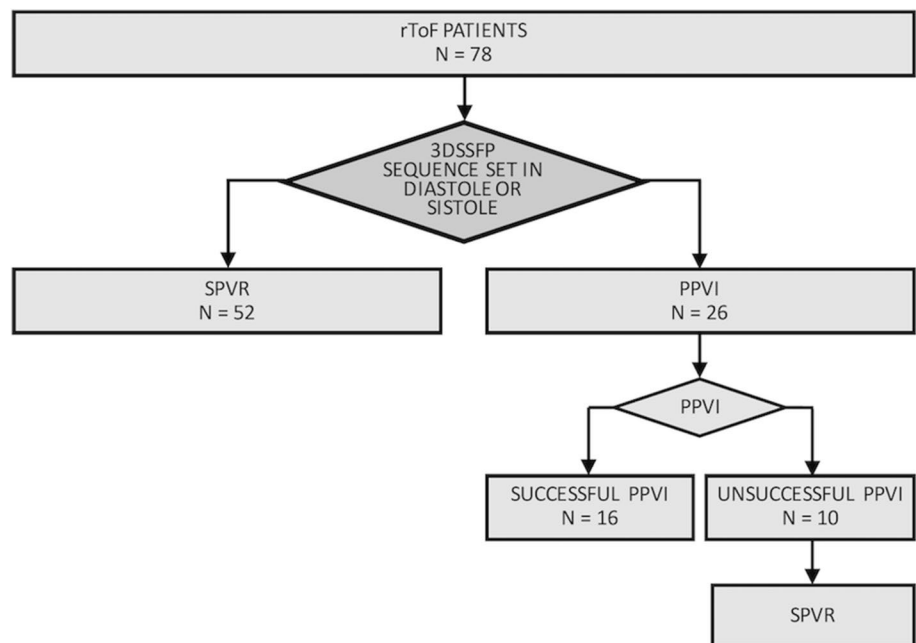 rToF PATIENTS
N = 78
3DSSFP
SEQUENCE SET IN
DIASTOLE OR
SISTOLE
SPVR
N = 52
PPVI
N = 26
PPVI
SUCCESSFUL PPVI
N = 16
UNSUCCESSFUL PPVI
N = 10
SPVR